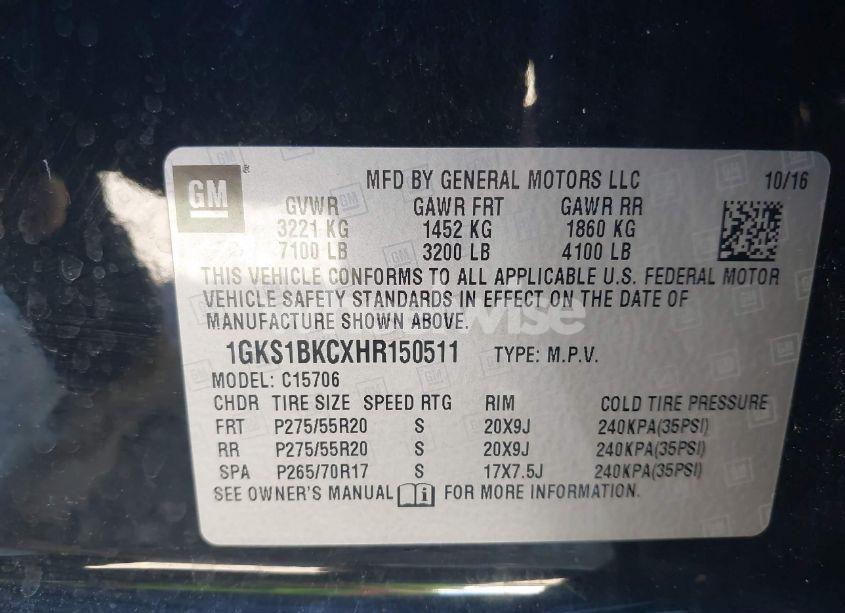 GM
MFD BY GENERAL MOTORS LLC 10/16
GVWR GAWR FRT GAWR RR
3221 KG 1452 KG 1860 KG
7100 LB 3200 LB 4100 LB
THIS VEHICLE CONFORMS TO ALL APPLICABLE U.S. FEDERAL MOTOR
VEHICLE SAFETY STANDARDS IN EFFECT ON THE DATE OF
MANUFACTURE SHOWN ABOVE.
1GKS1BKCXHR150511 TYPE: M.P.V.
MODEL: C15706
CHDR TIRE SIZE SPEED RTG RIM COLD TIRE PRESSURE
FRT P275/55R20 S 20X9J 240KPA(35PSI)
RR P275/55R20 S 20X9J 240KPA(35PSI)
SPA P265/70R17 S 17X7.5J 240KPA(35PSI)
SEE OWNER'S MANUAL FOR MORE INFORMATION.